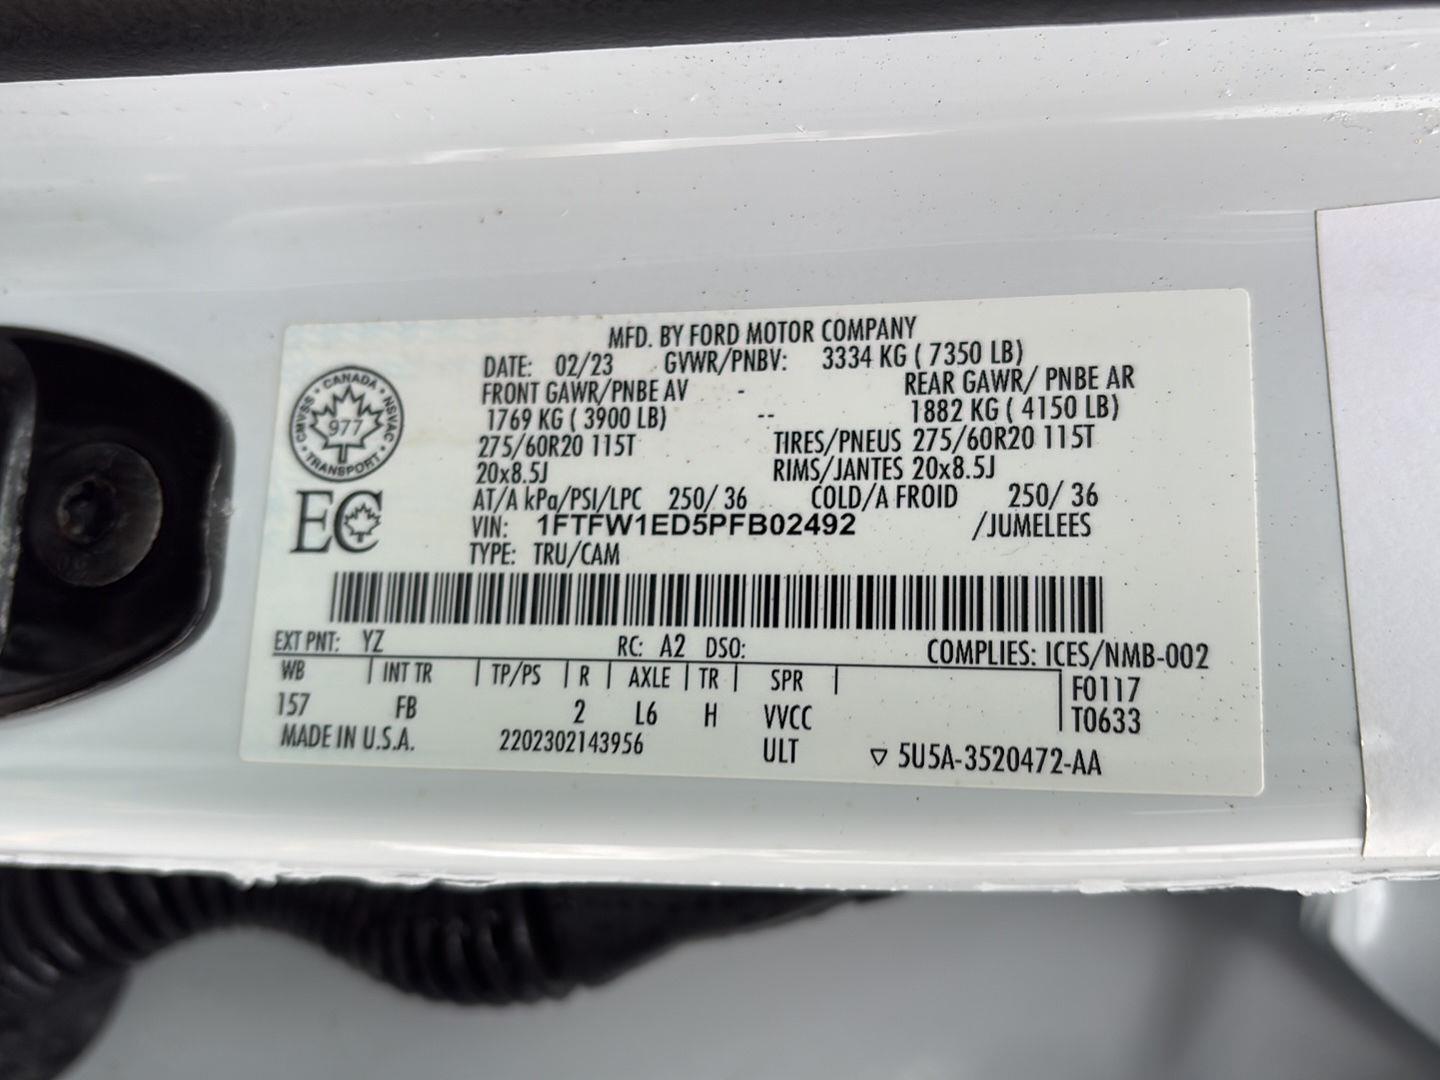 MFD. BY FORD MOTOR COMPANY
DATE: 02/23 GVWR/PNBV: 3334 KG ( 7350 LB)
FRONT GAWR/PNBE AV - REAR GAWR/ PNBE AR
1769 KG ( 3900 LB) -- 1882 KG ( 4150 LB)
275/60R20 115T TIRES/PNEUS 275/60R20 115T
20x8.5J RIMS/JANTES 20x8.5J
AT/A kPa/PSI/LPC 250/ 36 COLD/A FROID 250/ 36
VIN: 1FTFW1ED5PFB02492 /JUMELEES
TYPE: TRU/CAM
CANADA
CMVSS NSVAC
977
TRANSPORT
EC
EXT PNT: YZ RC: A2 DSO: COMPLIES: ICES/NMB-002
WB | INT TR | TP/PS | R | AXLE | TR | SPR | F0117
157 FB 2 L6 H VVCC T0633
MADE IN U.S.A. 2202302143956 ULT ▽ 5U5A-3520472-AA